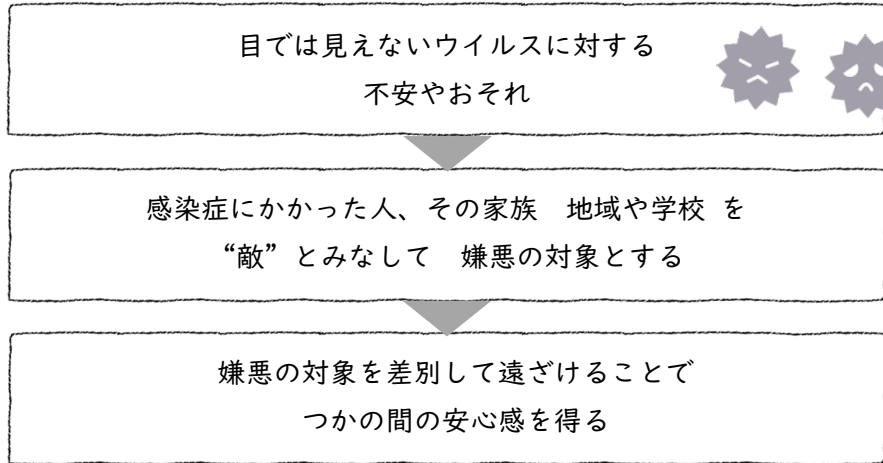 目では見えないウイルスに対する
不安やおそれ
感染症にかかった人、その家族　地域や学校 を
“敵”とみなして　嫌悪の対象とする
嫌悪の対象を差別して遠ざけることで
つかの間の安心感を得る